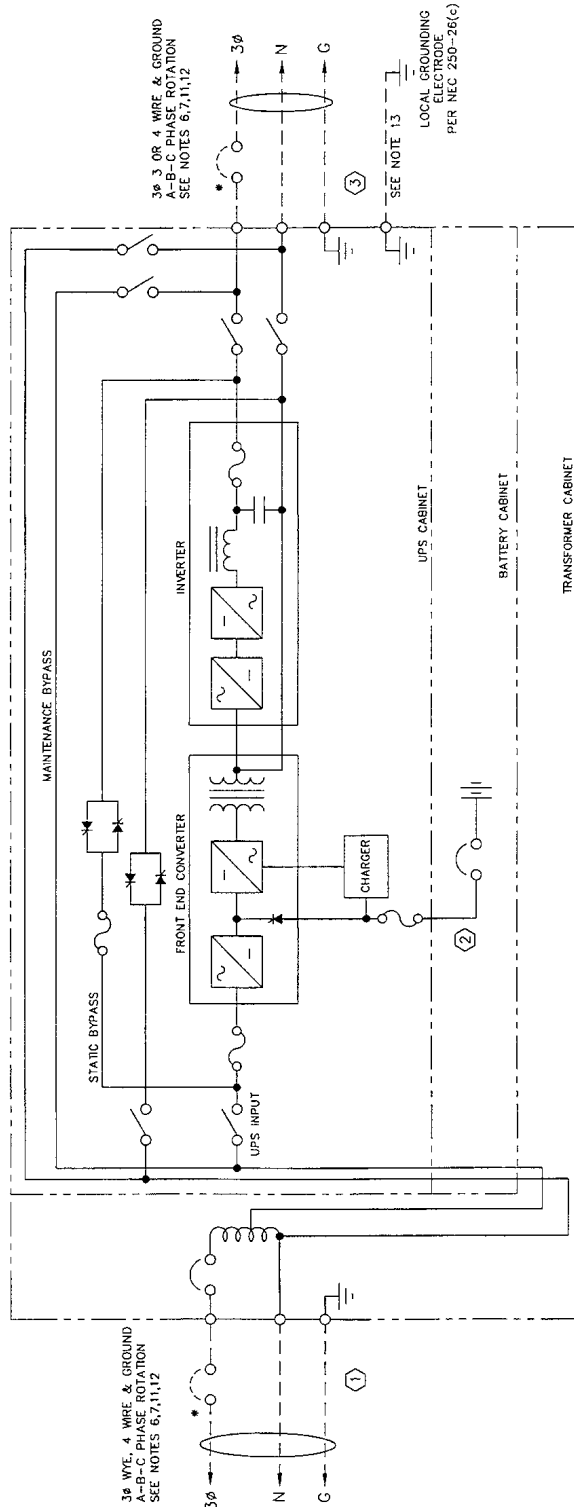 3ø WYE, 4 WIRE & GROUND
A-B-C PHASE ROTATION
SEE NOTES 6,7,11,12
*
3ø
N
G
1
MAINTENANCE BYPASS
STATIC BYPASS
UPS INPUT
FRONT END CONVERTER
INVERTER
CHARGER
2
UPS CABINET
BATTERY CABINET
TRANSFORMER CABINET
3ø 3 OR 4 WIRE & GROUND
A-B-C PHASE ROTATION
SEE NOTES 6,7,11,12
*
3ø
N
G
3
SEE NOTE 13
LOCAL GROUNDING
ELECTRODE
PER NEC 250-26(c)